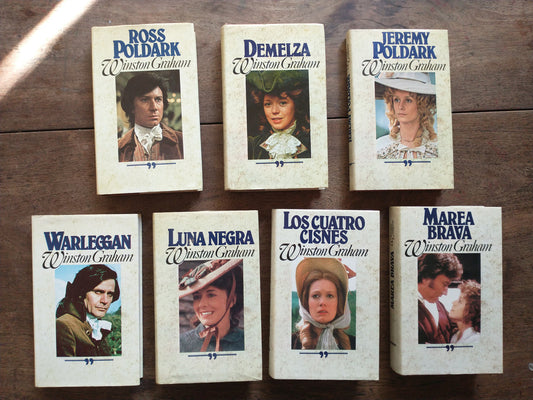 ROSS
POLDARK
Winston Graham
DEMELZA
Winston Graham
JEREMY
POLDARK
Winston Graham
WARLEGGAN
Winston Graham
LUNA NEGRA
Winston Graham
LOS CUATRO
CISNES
Winston Graham
MAREA
BRAVA
Winston Graham